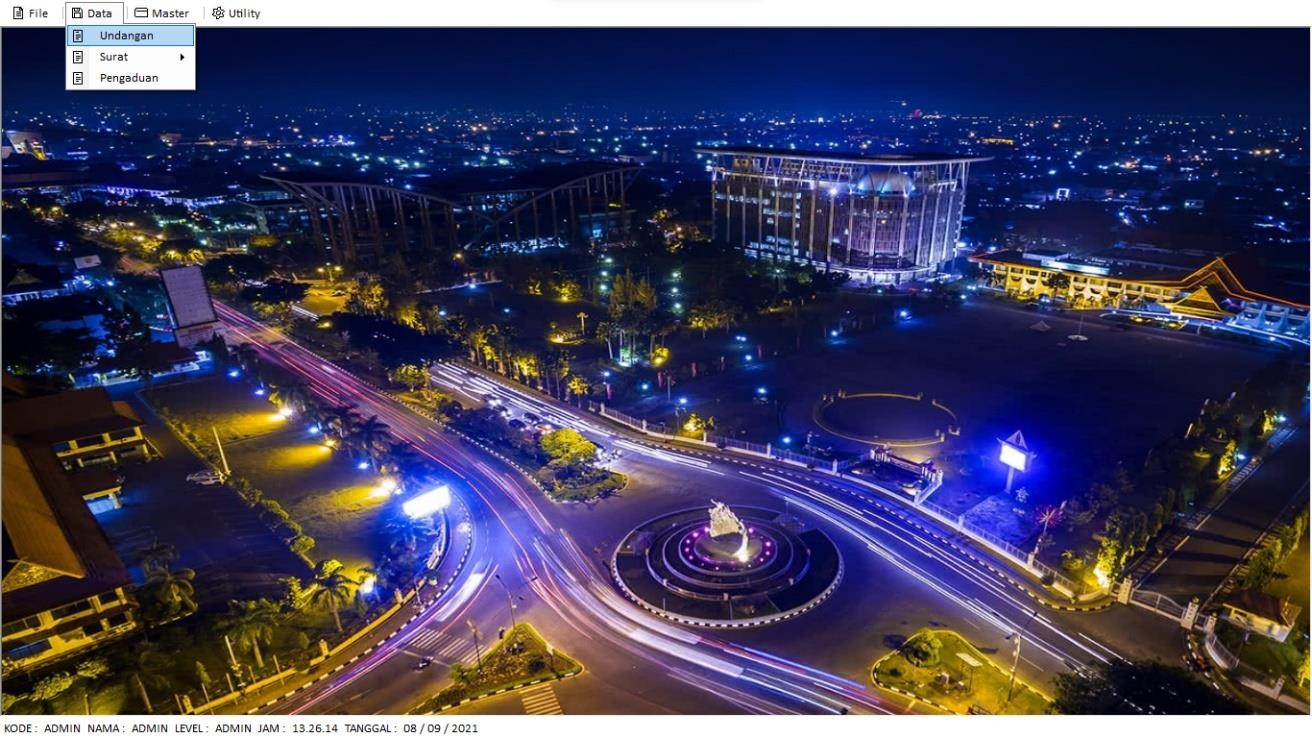 File Data Master Utility
Undangan
Surat
Pengaduan
KODE : ADMIN NAMA : ADMIN LEVEL : ADMIN JAM : 13.26.14 TANGGAL : 08 / 09 / 2021